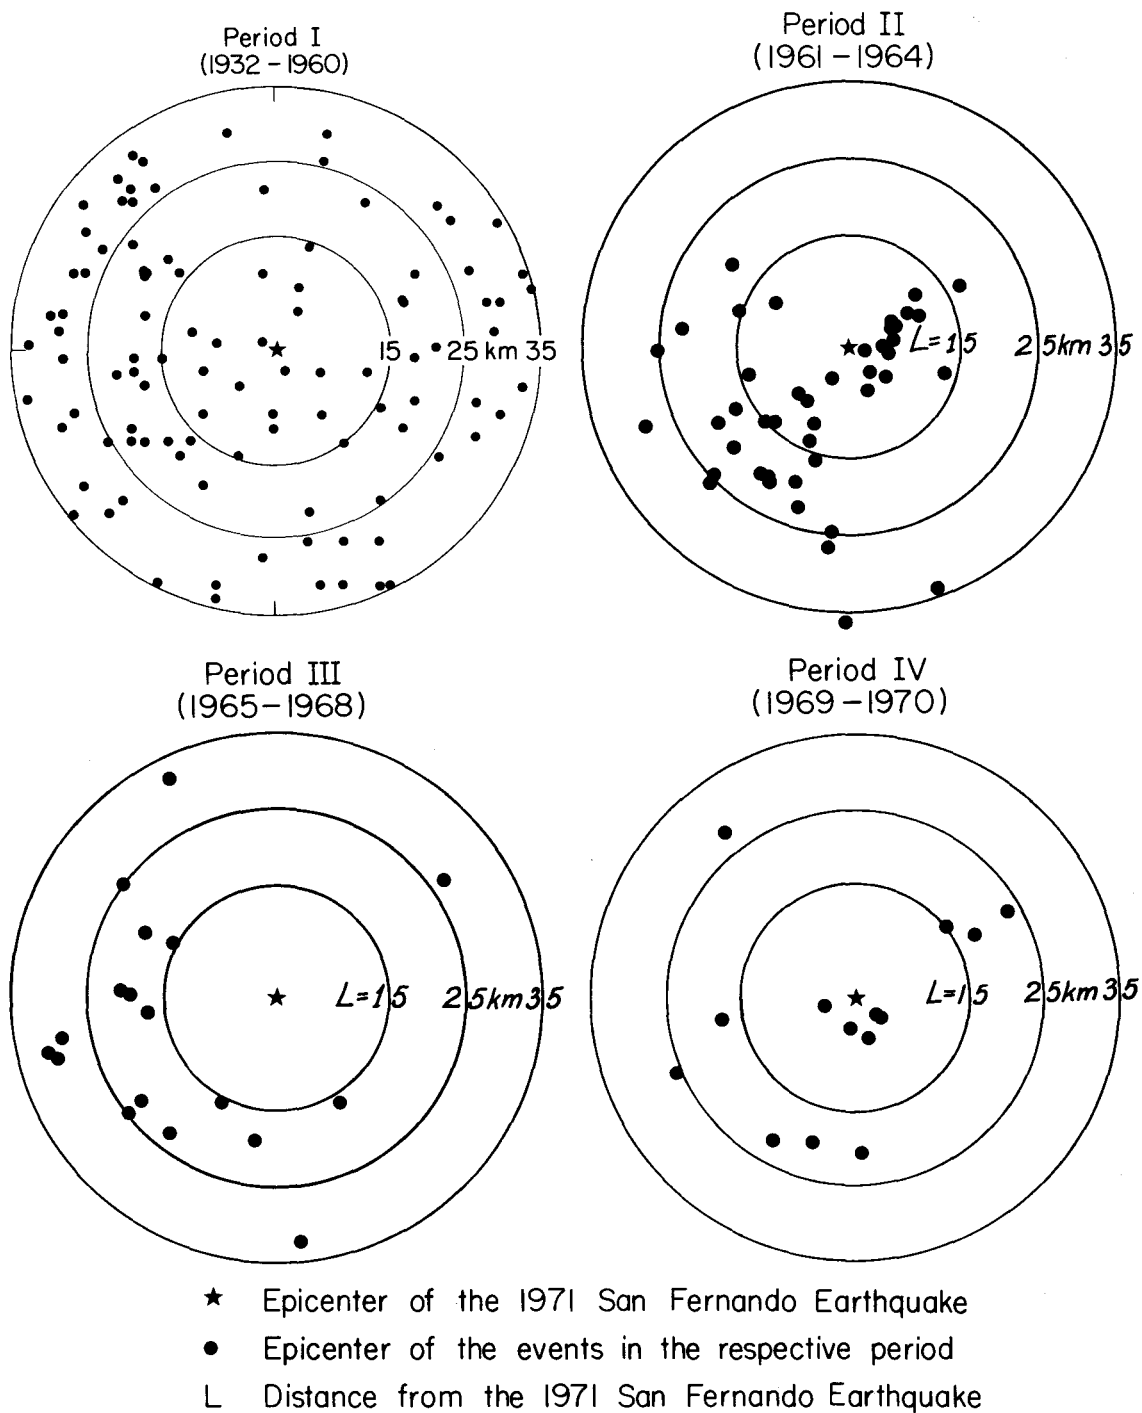 Period I
(1932-1960)
15 25 km 35
Period II
(1961-1964)
L=15 25km35
Period III
(1965-1968)
L=15 25km35
Period IV
(1969-1970)
L=15 25km35
★ Epicenter of the 1971 San Fernando Earthquake
● Epicenter of the events in the respective period
L Distance from the 1971 San Fernando Earthquake